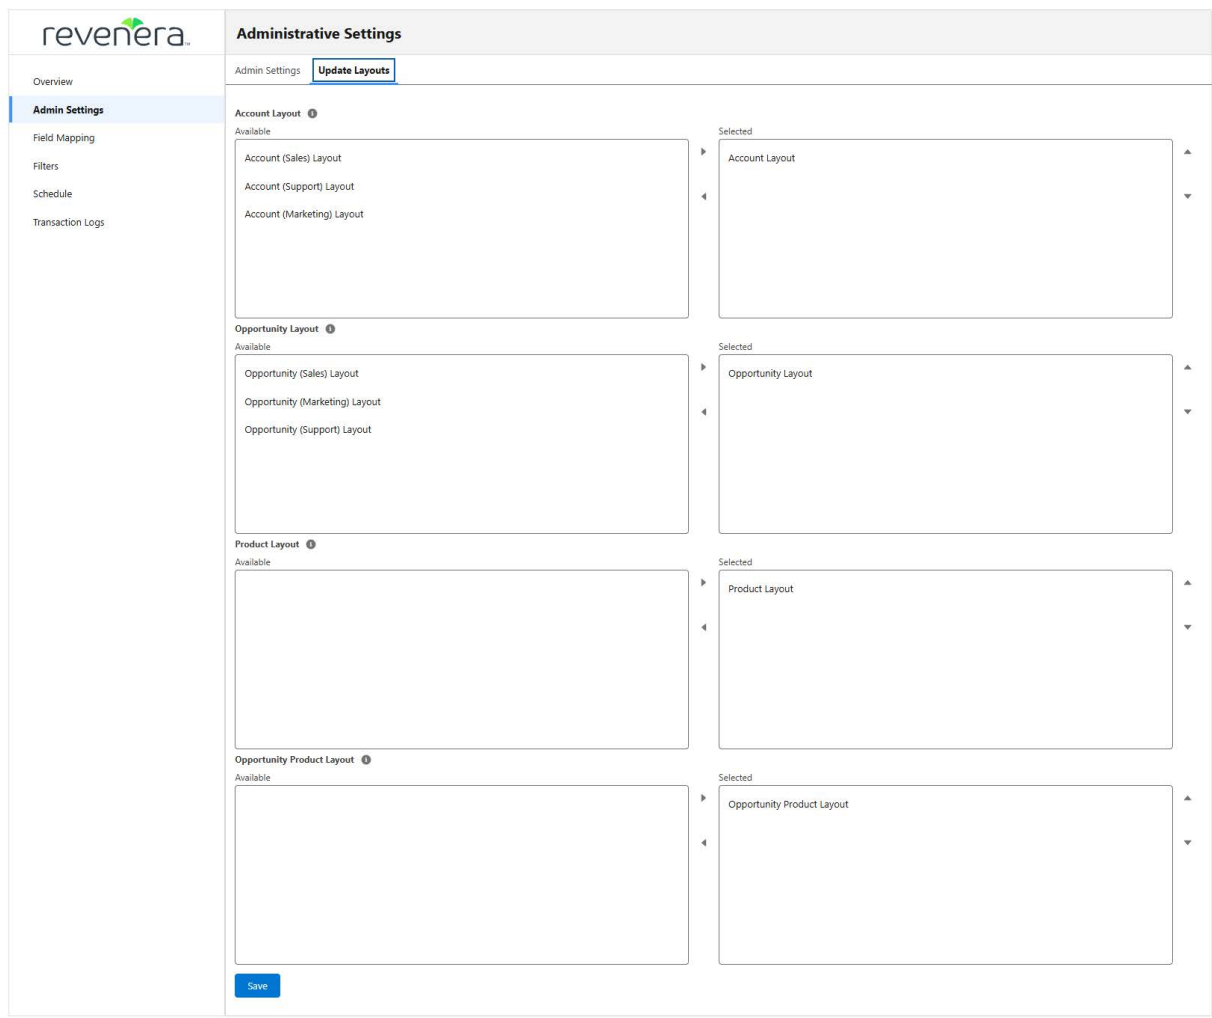 revenera™
Administrative Settings
Admin Settings
Update Layouts
Overview
Admin Settings
Field Mapping
Filters
Schedule
Transaction Logs
Account Layout
Available
Selected
Account (Sales) Layout
Account (Support) Layout
Account (Marketing) Layout
Account Layout
Opportunity Layout
Available
Selected
Opportunity (Sales) Layout
Opportunity (Marketing) Layout
Opportunity (Support) Layout
Opportunity Layout
Product Layout
Available
Selected
Product Layout
Opportunity Product Layout
Available
Selected
Opportunity Product Layout
Save